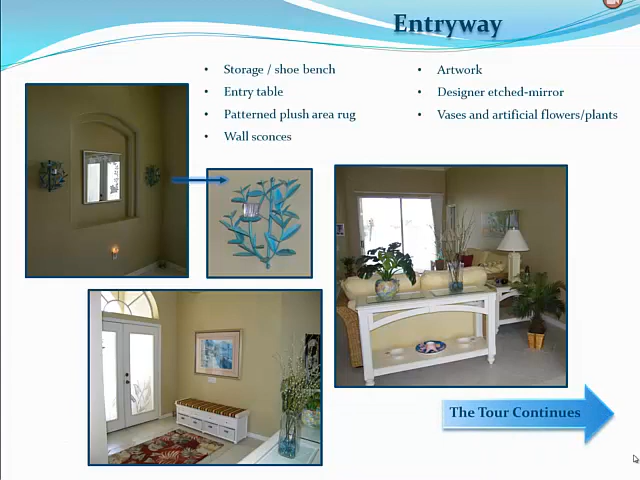 Entryway
• Storage / shoe bench
• Entry table
• Patterned plush area rug
• Wall sconces
• Artwork
• Designer etched-mirror
• Vases and artificial flowers/plants
The Tour Continues